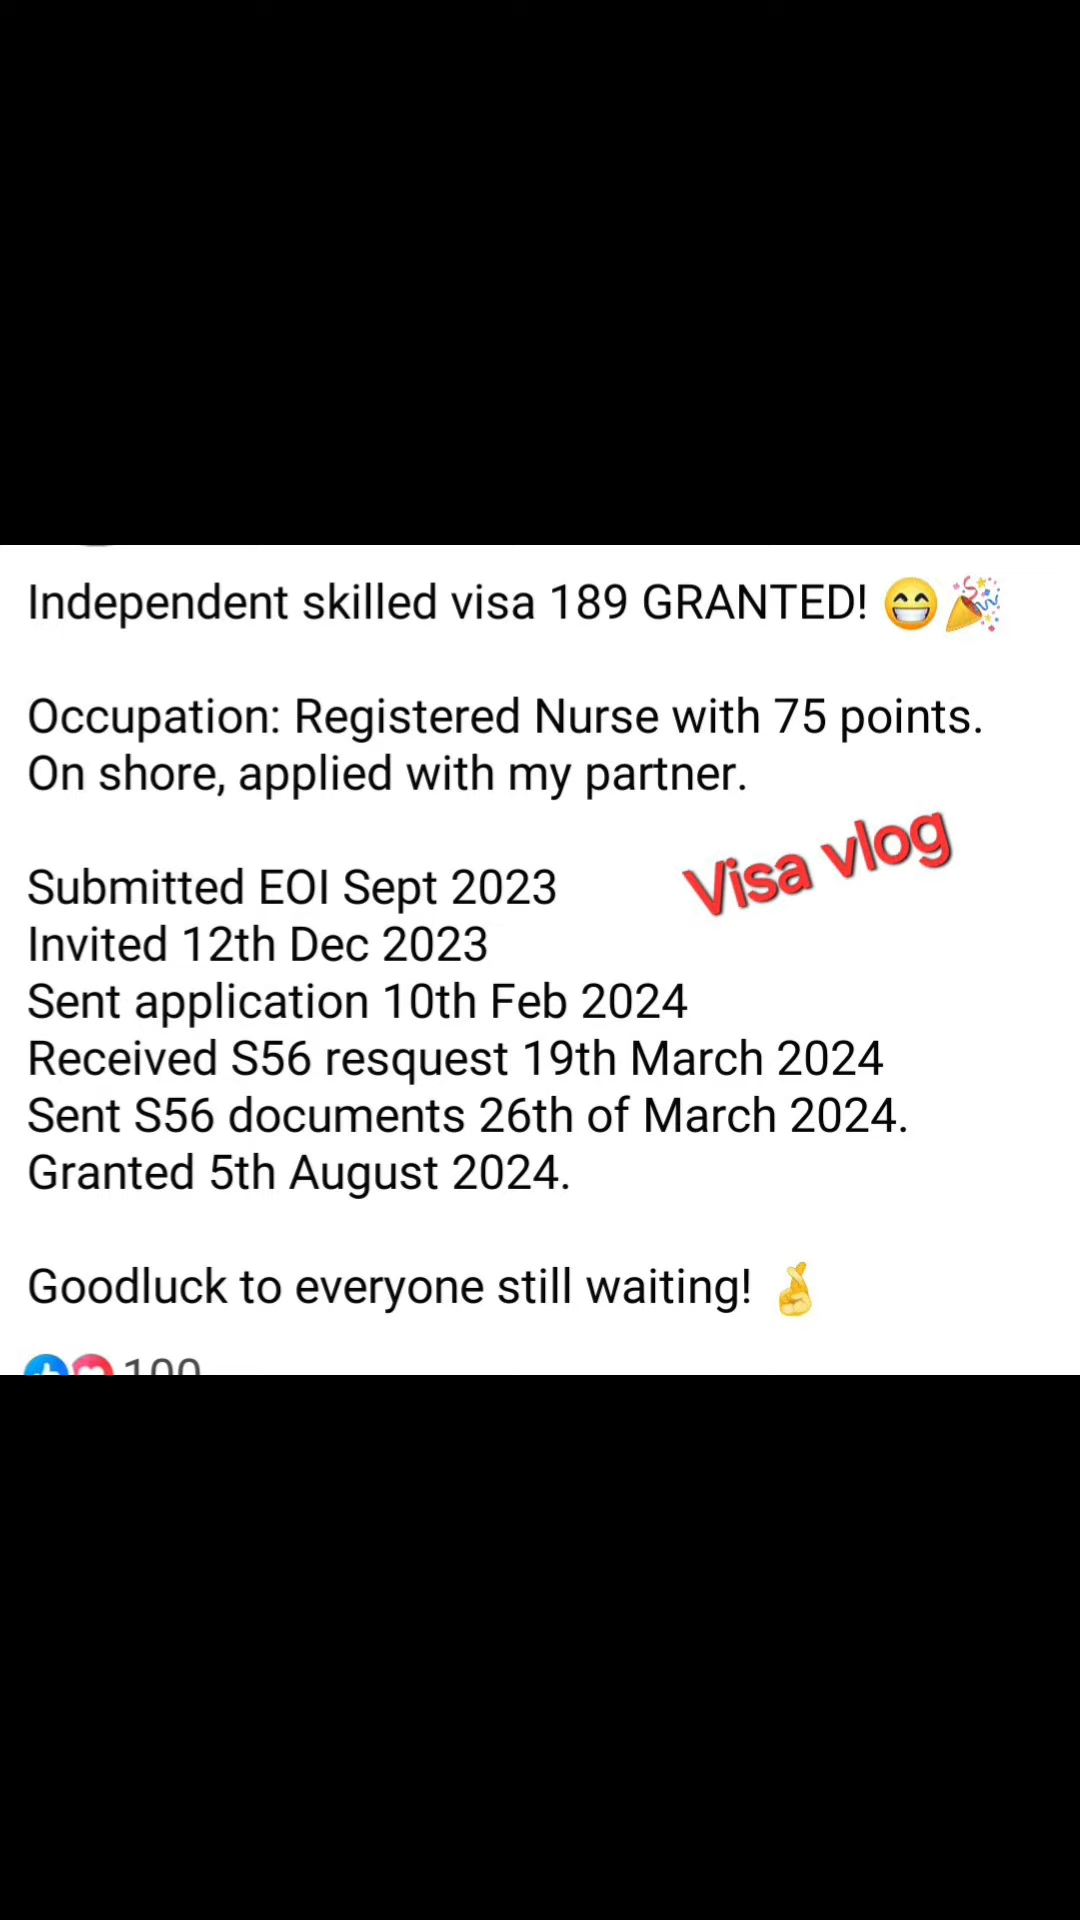 Independent skilled visa 189 GRANTED! 😁🎉
Occupation: Registered Nurse with 75 points.
On shore, applied with my partner.
Visa vlog
Submitted EOI Sept 2023
Invited 12th Dec 2023
Sent application 10th Feb 2024
Received S56 resquest 19th March 2024
Sent S56 documents 26th of March 2024.
Granted 5th August 2024.
Goodluck to everyone still waiting! 🤞
100